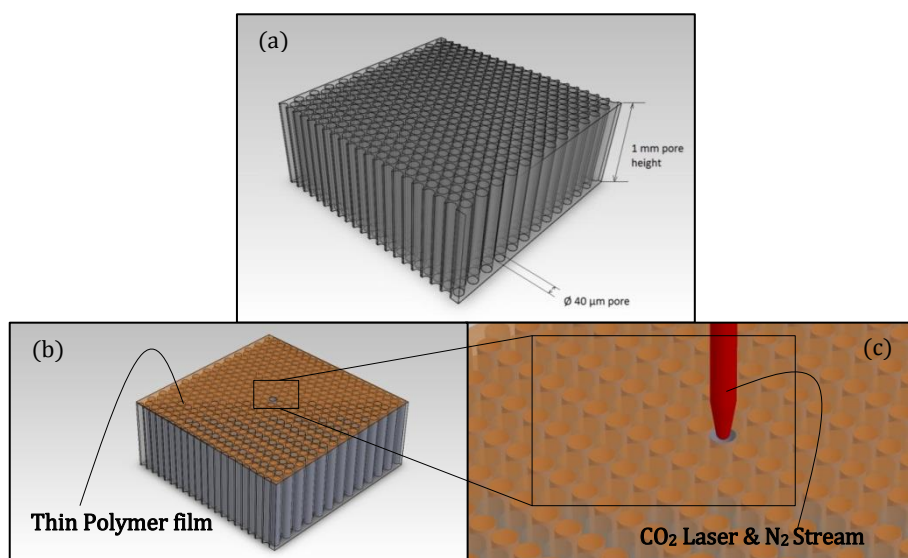 (a)
1 mm pore
height
Ø 40 μm pore
(b)
Thin Polymer film
(c)
CO₂ Laser & N₂ Stream